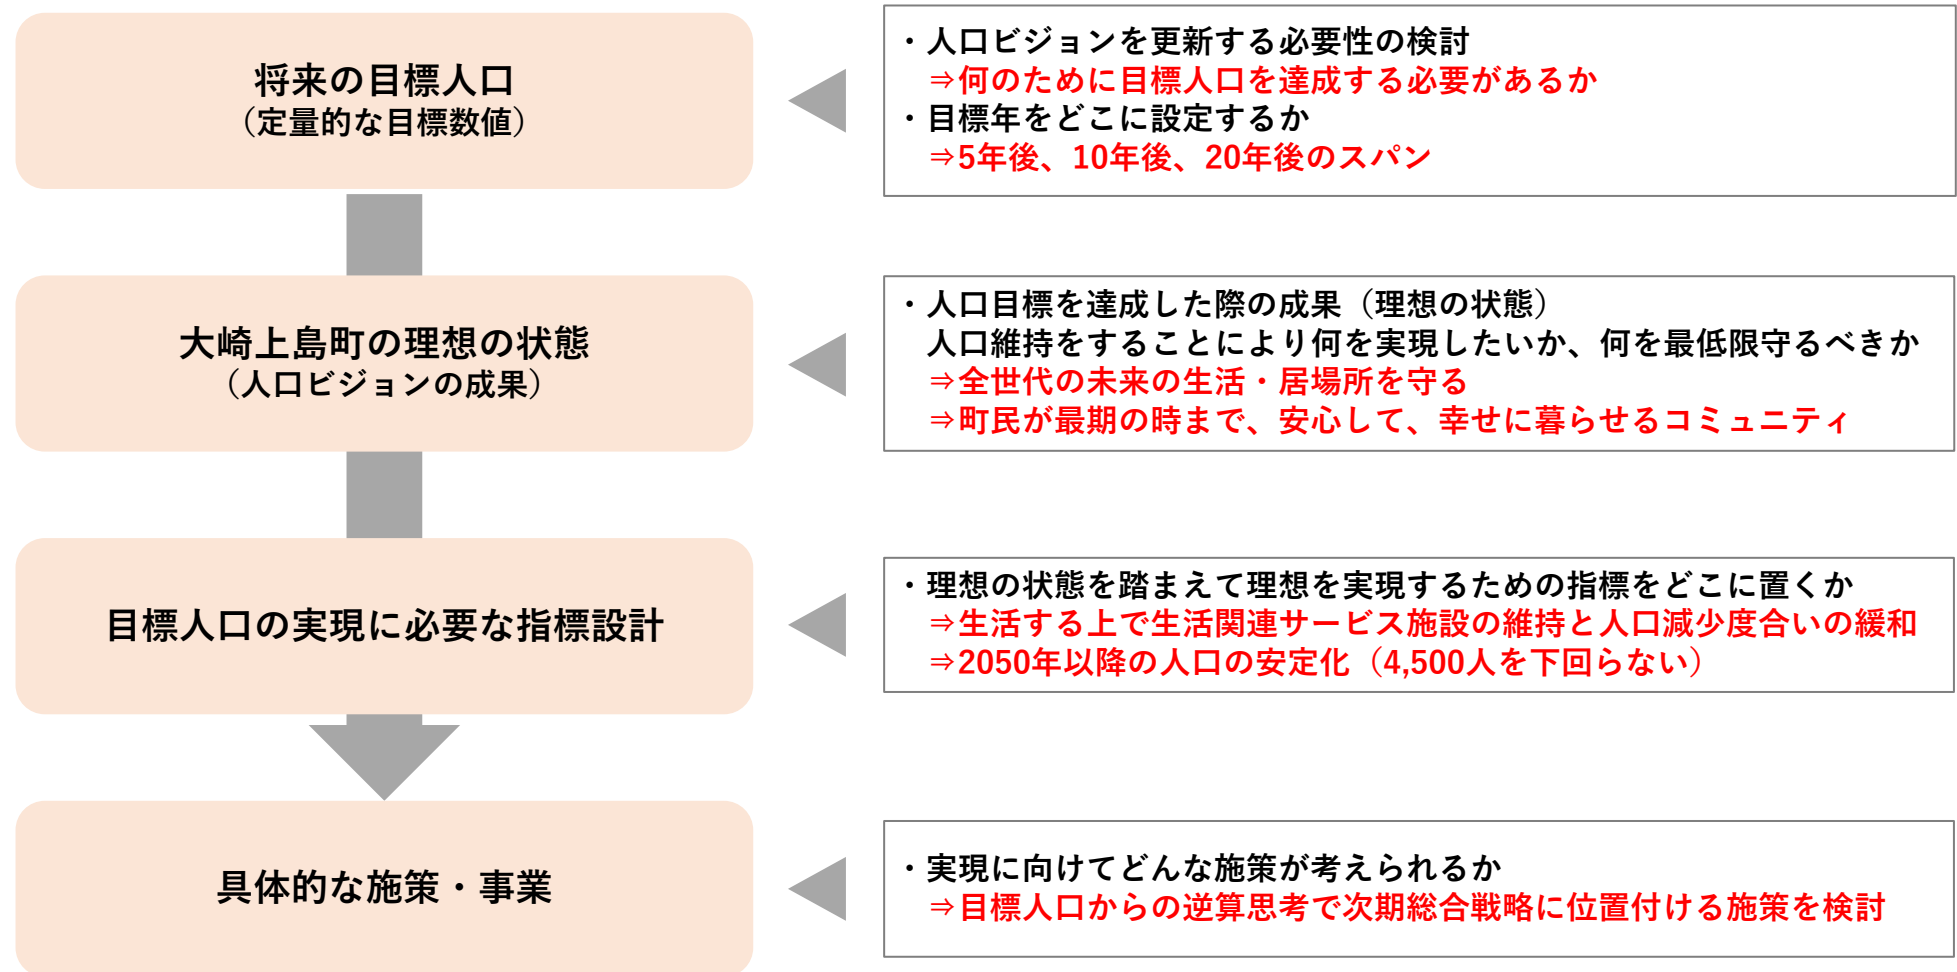 将来の目標人口
（定量的な目標数値）
・人口ビジョンを更新する必要性の検討
⇒何のために目標人口を達成する必要があるか
・目標年をどこに設定するか
⇒5年後、10年後、20年後のスパン
大崎上島町の理想の状態
（人口ビジョンの成果）
・人口目標を達成した際の成果（理想の状態）
人口維持をすることにより何を実現したいか、何を最低限守るべきか
⇒全世代の未来の生活・居場所を守る
⇒町民が最期の時まで、安心して、幸せに暮らせるコミュニティ
目標人口の実現に必要な指標設計
・理想の状態を踏まえて理想を実現するための指標をどこに置くか
⇒生活する上で生活関連サービス施設の維持と人口減少度合いの緩和
⇒2050年以降の人口の安定化（4,500人を下回らない）
具体的な施策・事業
・実現に向けてどんな施策が考えられるか
⇒目標人口からの逆算思考で次期総合戦略に位置付ける施策を検討